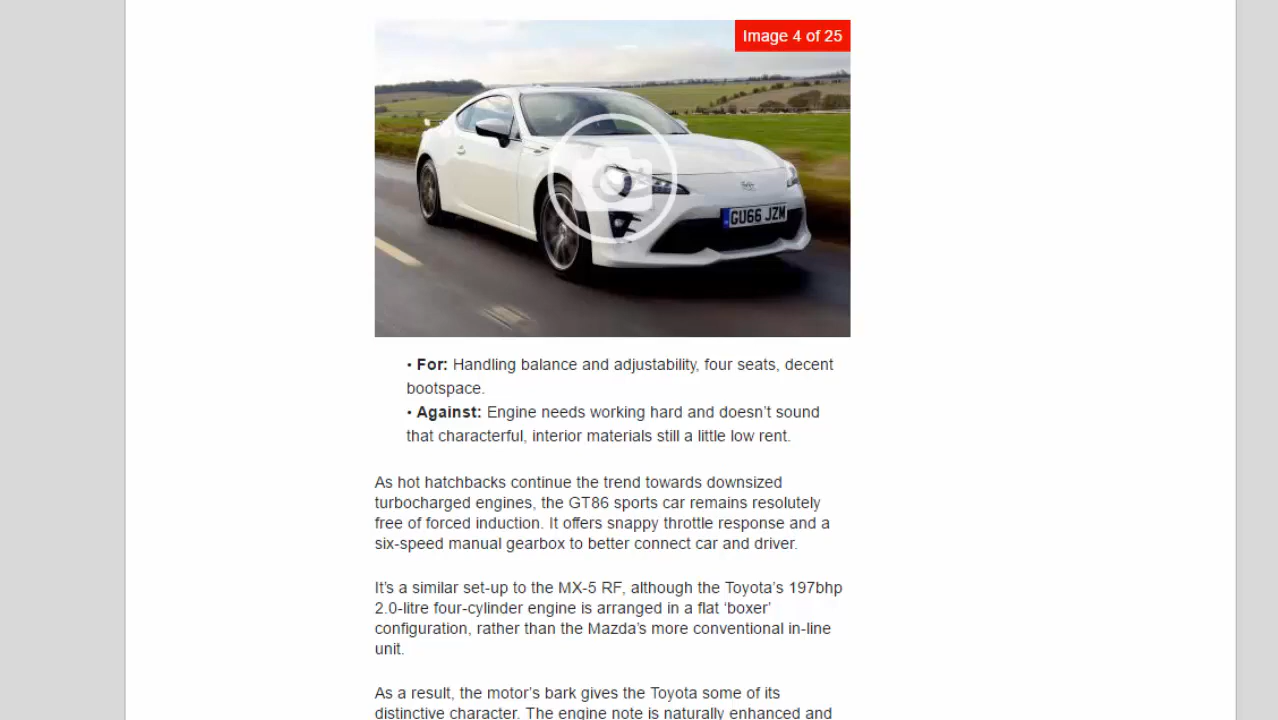 Image 4 of 25
GU66 JZM
• For: Handling balance and adjustability, four seats, decent
bootspace.
• Against: Engine needs working hard and doesn’t sound
that characterful, interior materials still a little low rent.
As hot hatchbacks continue the trend towards downsized
turbocharged engines, the GT86 sports car remains resolutely
free of forced induction. It offers snappy throttle response and a
six-speed manual gearbox to better connect car and driver.
It’s a similar set-up to the MX-5 RF, although the Toyota’s 197bhp
2.0-litre four-cylinder engine is arranged in a flat ‘boxer’
configuration, rather than the Mazda’s more conventional in-line
unit.
As a result, the motor’s bark gives the Toyota some of its
distinctive character. The engine note is naturally enhanced and